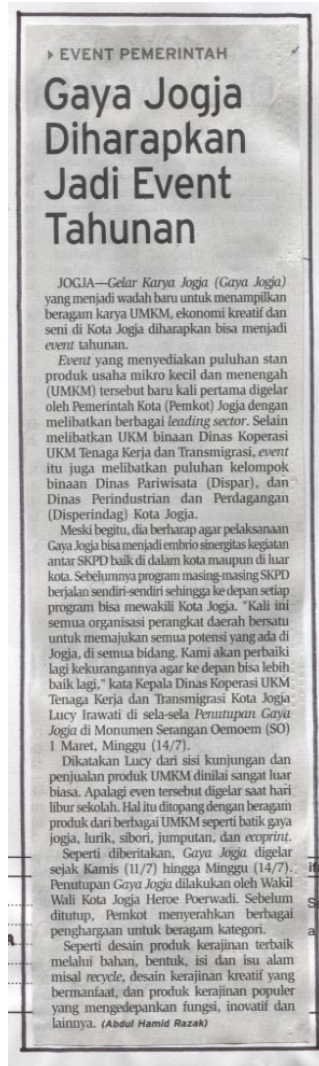 EVENT PEMERINTAH
Gaya Jogja
Diharapkan
Jadi Event
Tahunan
JOGJA—Gelar Karya Jogja (Gaya Jogja)
yang menjadi wadah baru untuk menampilkan
beragam karya UMKM, ekonomi kreatif dan
seni di Kota Jogja diharapkan bisa menjadi
event tahunan.
Event yang menyediakan puluhan stan
produk usaha mikro kecil dan menengah
(UMKM) tersebut baru kali pertama digelar
oleh Pemerintah Kota (Pemkot) Jogja dengan
melibatkan berbagai leading sector. Selain
melibatkan UKM binaan Dinas Koperasi
UKM Tenaga Kerja dan Transmigrasi, event
itu juga melibatkan puluhan kelompok
binaan Dinas Pariwisata (Dispar), dan
Dinas Perindustrian dan Perdagangan
(Disperindag) Kota Jogja.
Meski begitu, dia berharap agar pelaksanaan
Gaya Jogja bisa menjadi embrio sinergitas kegiatan
antar SKPD baik di dalam kota maupun di luar
kota. Sebelumnya program masing-masing SKPD
berjalan sendiri-sendiri sehingga ke depan setiap
program bisa mewakili Kota Jogja. "Kali ini
semua organisasi perangkat daerah bersatu
untuk memajukan semua potensi yang ada di
Jogja, di semua bidang. Kami akan perbaiki
lagi kekurangannya agar ke depan bisa lebih
baik lagi," kata Kepala Dinas Koperasi UKM
Tenaga Kerja dan Transmigrasi Kota Jogja
Lucy Irawati di sela-sela Penutupan Gaya
Jogja di Monumen Serangan Oemoem (SO)
1 Maret, Minggu (14/7).
Dikatakan Lucy dari sisi kunjungan dan
penjualan produk UMKM dinilai sangat luar
biasa. Apalagi even tersebut digelar saat hari
libur sekolah. Hal itu ditopang dengan beragam
produk dari berbagai UMKM seperti batik gaya
jogja, lurik, sibori, jumputan, dan ecoprint.
Seperti diberitakan, Gaya Jogja digelar
sejak Kamis (11/7) hingga Minggu (14/7).
Penutupan Gaya Jogja dilakukan oleh Wakil
Wali Kota Jogja Heroe Poerwadi. Sebelum
ditutup, Pemkot menyerahkan berbagai
penghargaan untuk beragam kategori.
Seperti desain produk kerajinan terbaik
melalui bahan, bentuk, isi dan isu alam
misal recycle, desain kerajinan kreatif yang
bermanfaat, dan produk kerajinan populer
yang mengedepankan fungsi, inovatif dan
lainnya. (Abdul Hamid Razak)